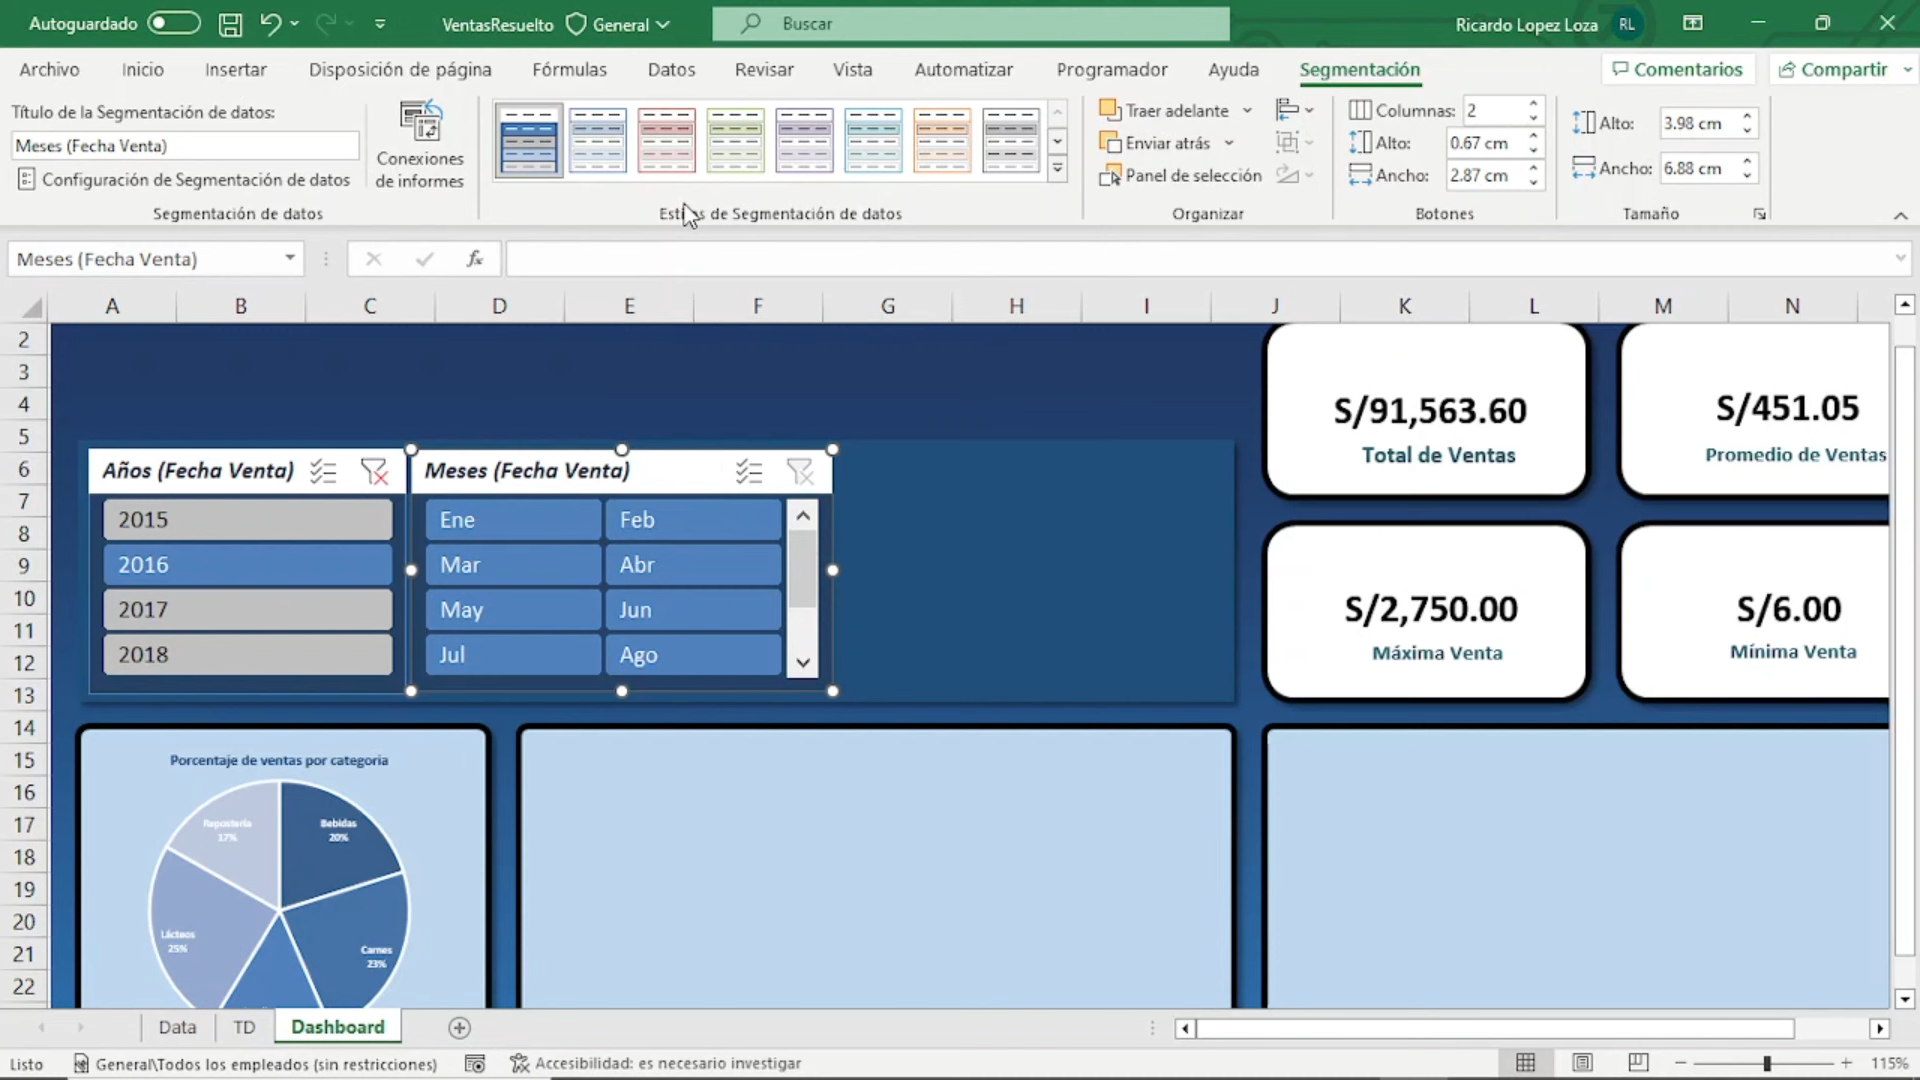 Autoguardado
VentasResuelto
General
Buscar
Ricardo Lopez Loza
RL
Archivo
Inicio
Insertar
Disposición de página
Fórmulas
Datos
Revisar
Vista
Automatizar
Programador
Ayuda
Segmentación
Comentarios
Compartir
Título de la Segmentación de datos:
Meses (Fecha Venta)
Configuración de Segmentación de datos
Segmentación de datos
Conexiones
de informes
Estilos de Segmentación de datos
Traer adelante
Enviar atrás
Panel de selección
Organizar
Columnas: 2
Alto: 0.67 cm
Ancho: 2.87 cm
Botones
Alto: 3.98 cm
Ancho: 6.88 cm
Tamaño
Meses (Fecha Venta)
fx
A B C D E F G H I J K L M N
2
3
4
5
6
7
8
9
10
11
12
13
14
15
16
17
18
19
20
21
22
Años (Fecha Venta)
2015
2016
2017
2018
Meses (Fecha Venta)
Ene Feb
Mar Abr
May Jun
Jul Ago
S/91,563.60
Total de Ventas
S/451.05
Promedio de Ventas
S/2,750.00
Máxima Venta
S/6.00
Mínima Venta
Porcentaje de ventas por categoria
Repostería
17%
Bebidas
20%
Lácteos
25%
Carnes
23%
Data
TD
Dashboard
Listo
General\Todos los empleados (sin restricciones)
Accesibilidad: es necesario investigar
115%